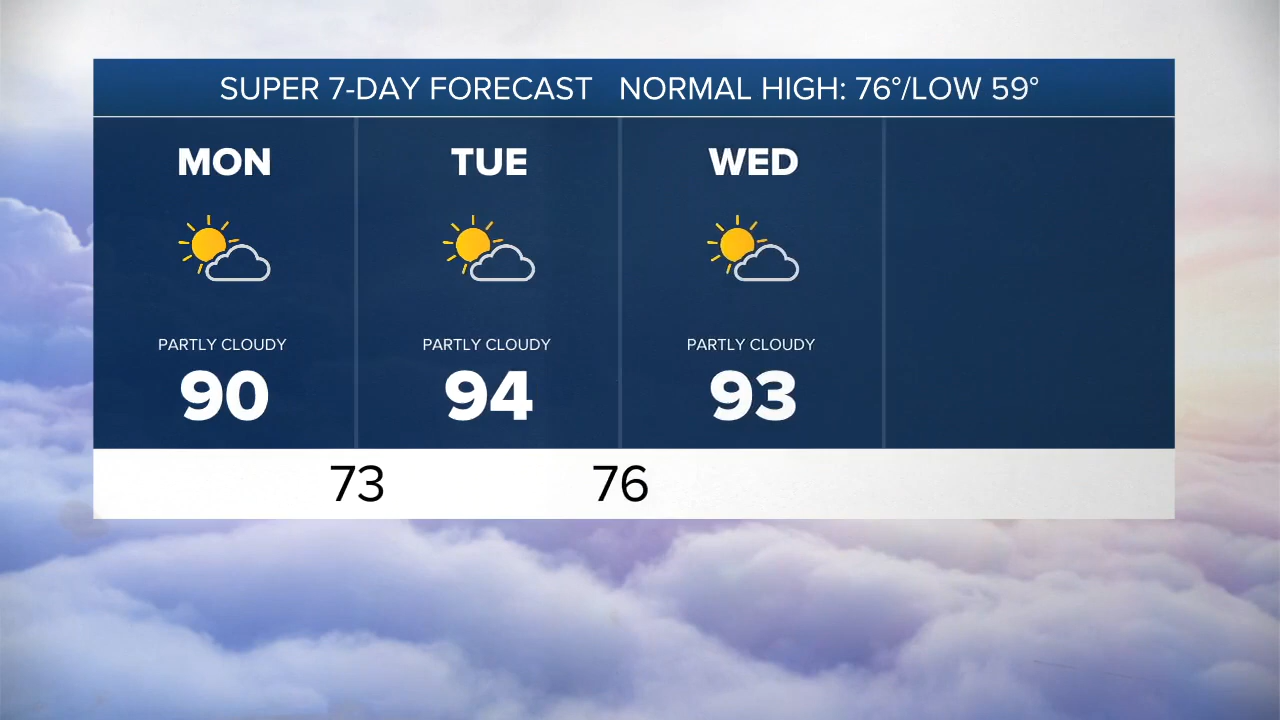 SUPER 7-DAY FORECAST NORMAL HIGH: 76°/LOW 59°
MON TUE WED
PARTLY CLOUDY PARTLY CLOUDY PARTLY CLOUDY
90 94 93
73 76